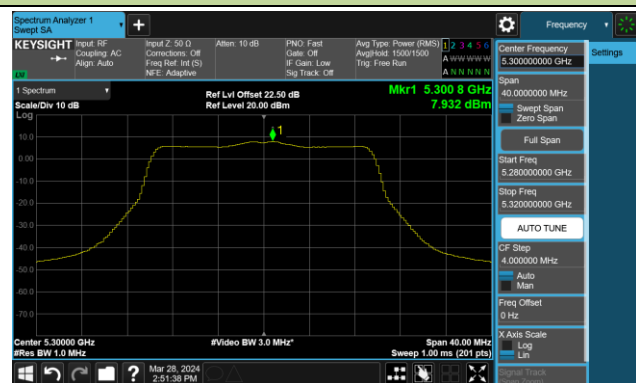 Spectrum Analyzer 1
Swept SA
Frequency
KEYSIGHT
Input: RF
Coupling: AC
Align: Auto
Input Z: 50 Ω
Corrections: Off
Freq Ref: Int (S)
NFE: Adaptive
Atten: 10 dB
PNO: Fast
Gate: Off
IF Gain: Low
Sig Track: Off
Avg Type: Power (RMS)
Avg|Hold: 1500/1500
Trig: Free Run
1 2 3 4 5 6
A W W W W W
A N N N N N
LW
1 Spectrum
Scale/Div 10 dB
Ref Lvl Offset 22.50 dB
Ref Level 20.00 dBm
Mkr1 5.300 8 GHz
7.932 dBm
Log
1
10.0
0.00
-10.0
-20.0
-30.0
-40.0
-50.0
-60.0
-70.0
Center 5.30000 GHz
#Res BW 1.0 MHz
#Video BW 3.0 MHz*
Span 40.00 MHz
Sweep 1.00 ms (201 pts)
Mar 28, 2024
2:51:38 PM
Center Frequency
5.300000000 GHz
Settings
Span
40.0000000 MHz
Swept Span
Zero Span
Full Span
Start Freq
5.280000000 GHz
Stop Freq
5.320000000 GHz
AUTO TUNE
CF Step
4.000000 MHz
Auto
Man
Freq Offset
0 Hz
X Axis Scale
Log
Lin
Signal Track